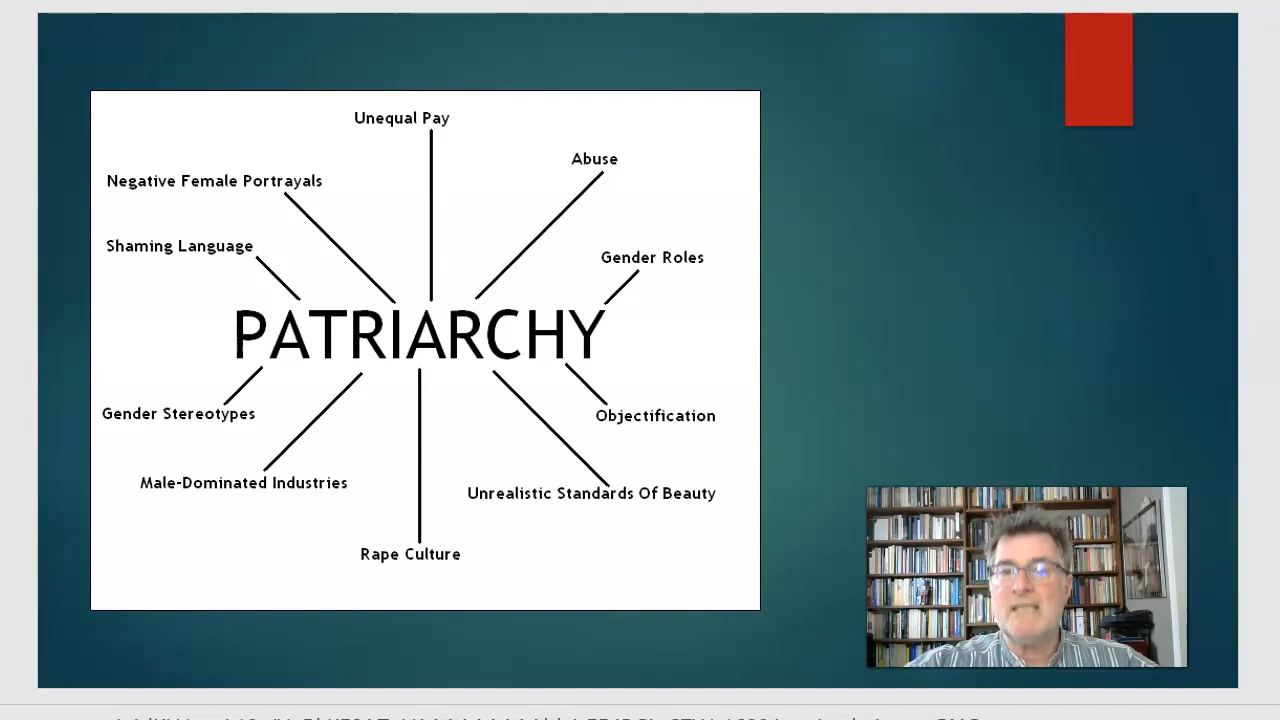 Unequal Pay
Abuse
Negative Female Portrayals
Shaming Language
Gender Roles
PATRIARCHY
Gender Stereotypes
Objectification
Male-Dominated Industries
Unrealistic Standards Of Beauty
Rape Culture